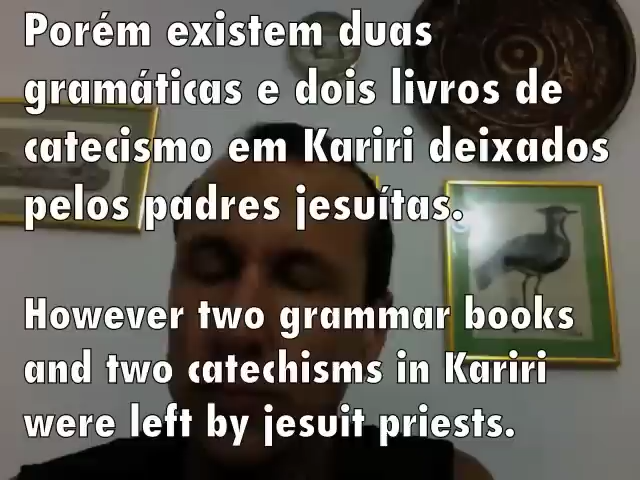 Porém existem duas
gramáticas e dois livros de
catecismo em Kariri deixados
pelos padres jesuítas.
However two grammar books
and two catechisms in Kariri
were left by jesuit priests.